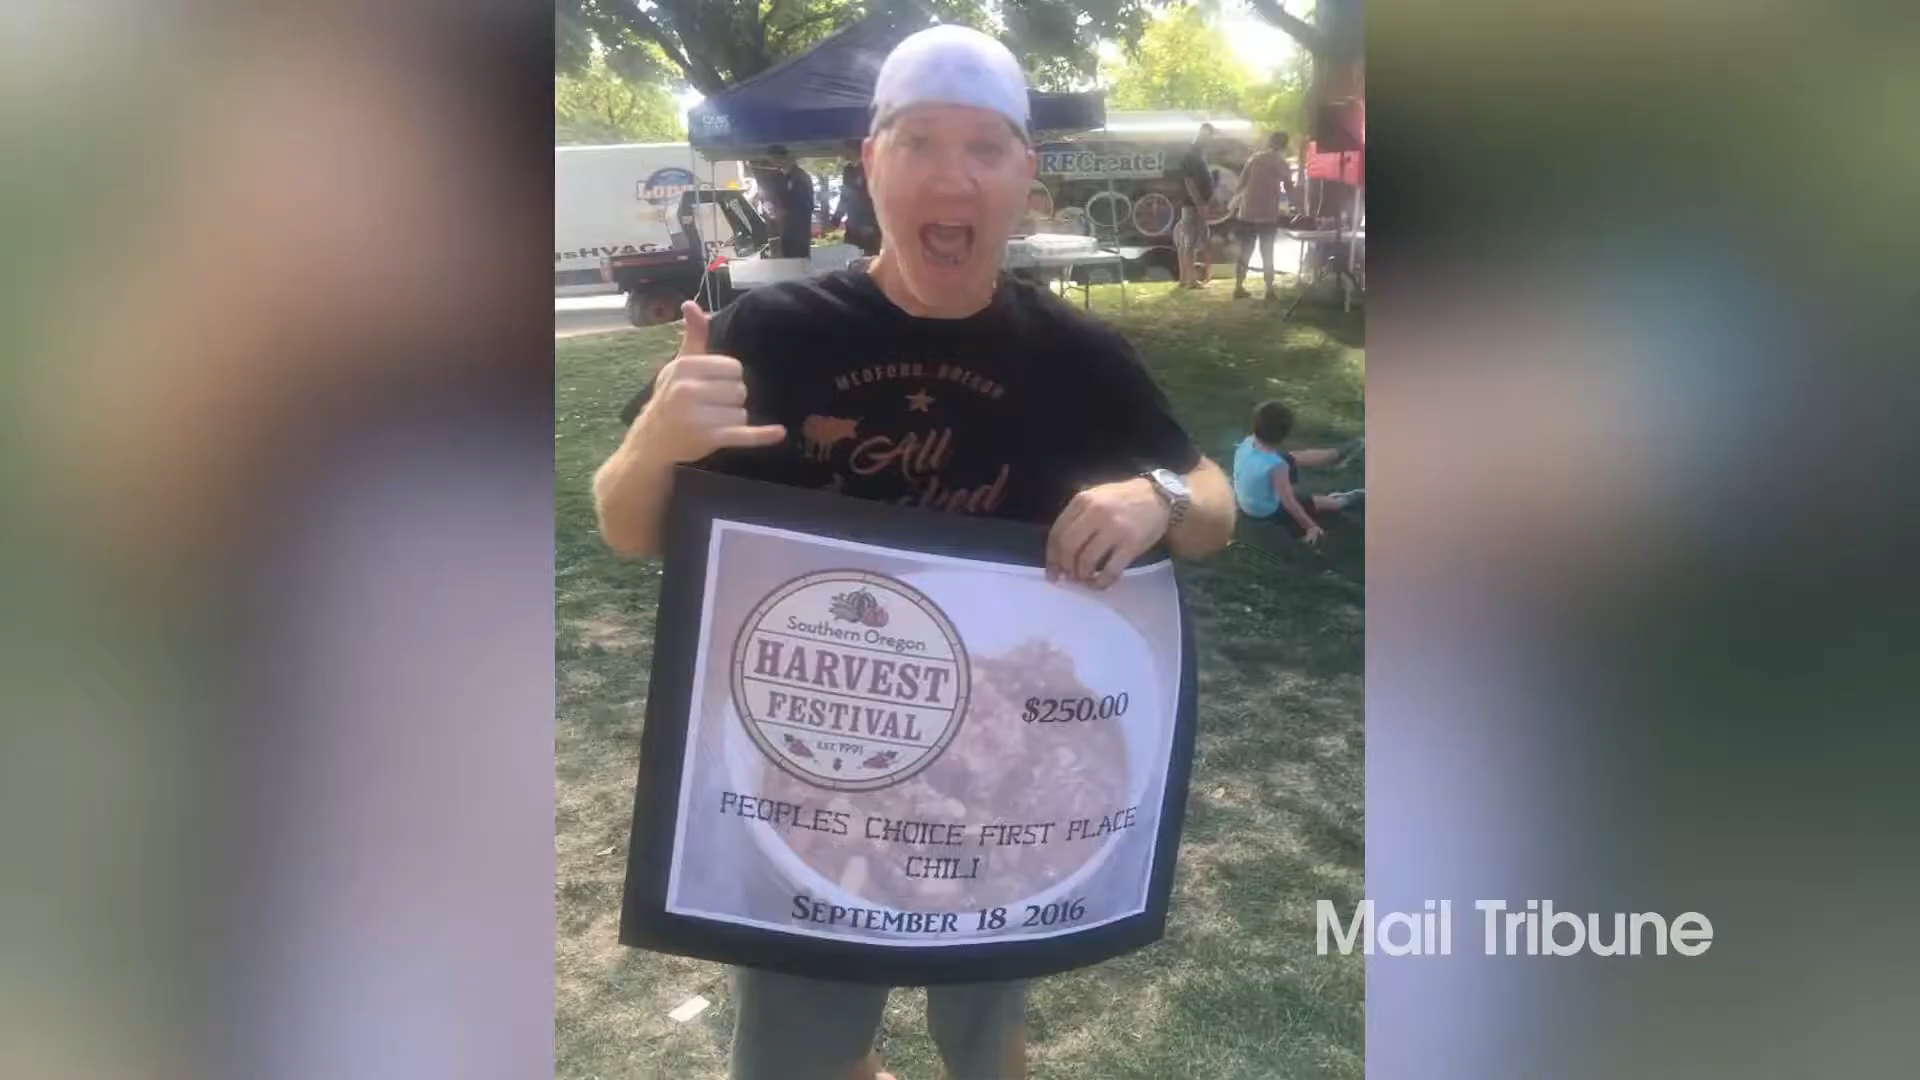 RECreate!
MEDFORD, OREGON
All
Southern Oregon
HARVEST
FESTIVAL
EST. 1991
$250.00
PEOPLES CHOICE FIRST PLACE
CHILI
SEPTEMBER 18 2016
Mail Tribune